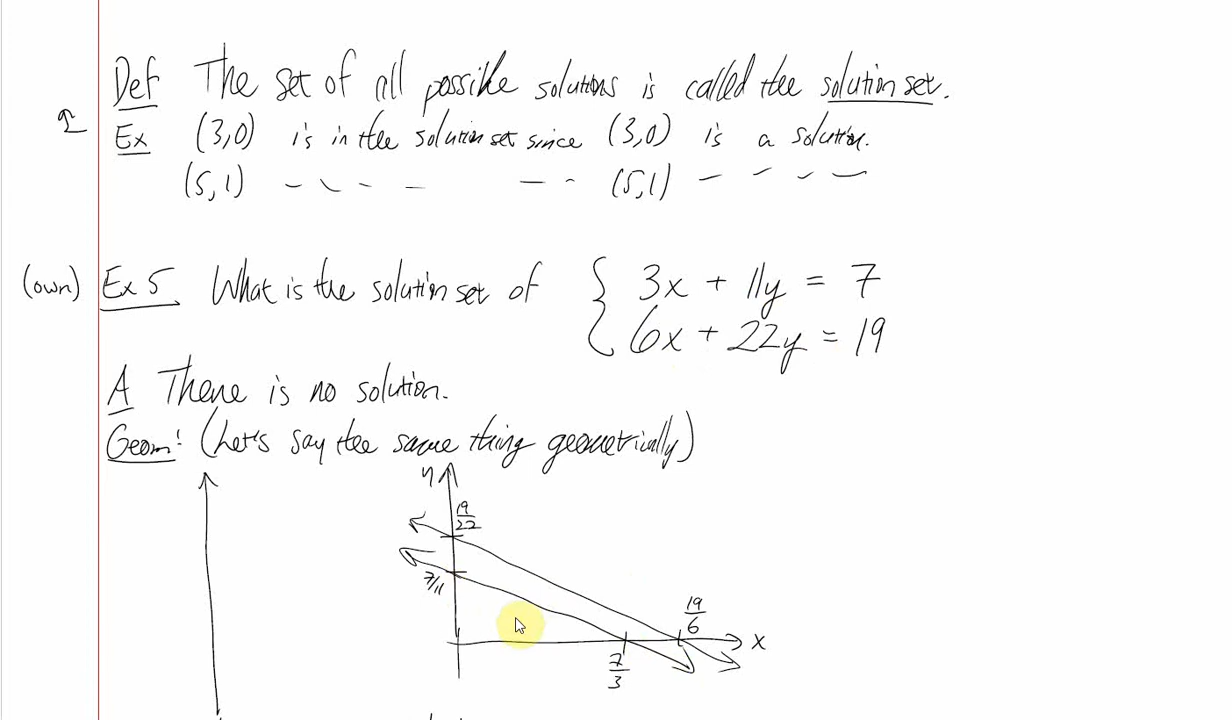 Def The set of all possible solutions is called the solution set.
Ex (3,0) is in the solution set since (3,0) is a solution.
(5,1) - - - - - - (5,1) - - - -
(own) Ex 5. What is the solution set of { 3x + 11y = 7
6x + 22y = 19
A There is no solution.
Geom: (Let's say the same thing geometrically)
y
19/22
7/11
19/6
x
7/3